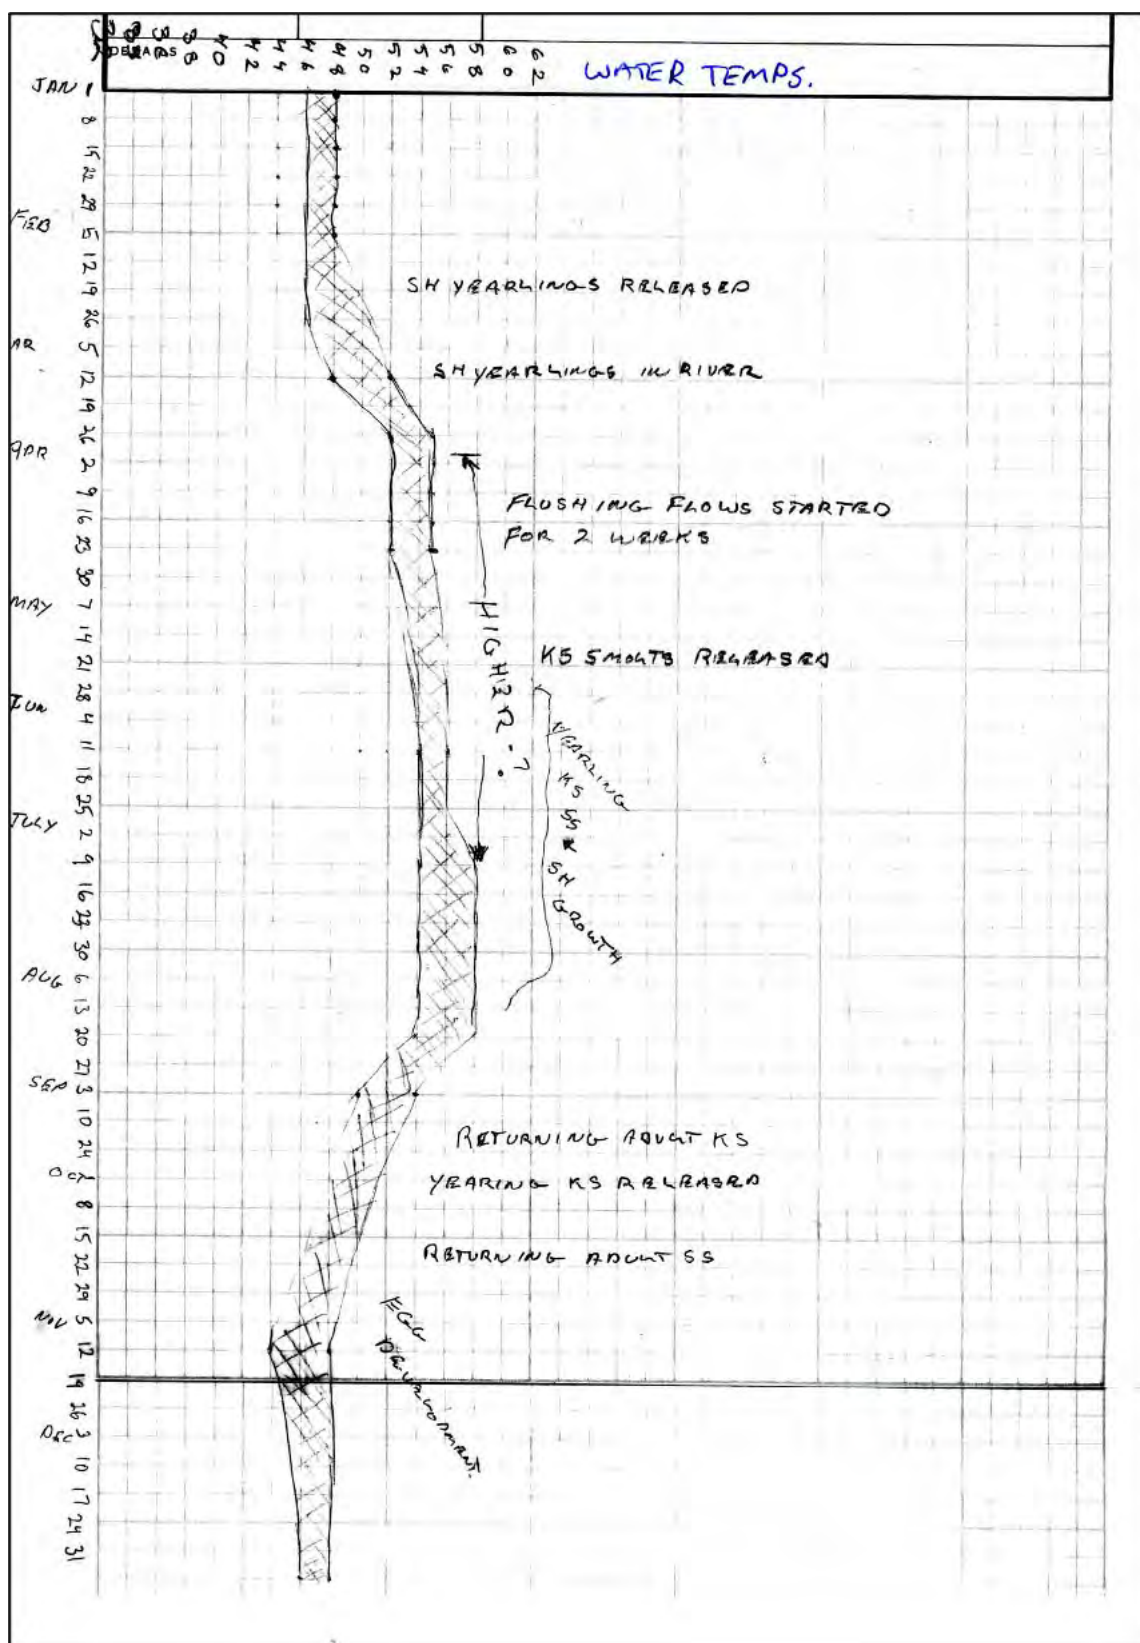 38 40 42 44 46 48 50 52 54 56 58 60 62
WATER TEMPS.
JAN 1
8
15
22
29
FEB 5
12
19
SH YEARLINGS RELEASED
26
AR 5
12
SH YEARLINGS IN RIVER
19
26
APR 2
9
FLUSHING FLOWS STARTED
16
23
FOR 2 WEEKS
30
MAY 7
HIGHER?
14
21
KS SMOLTS RELEASED
28
JUN 4
11
YEARLING
KS SS & SH GROWTH
18
25
JULY 2
9
16
30
AUG 6
13
20
27
SEP 3
10
RETURNING ADULT KS
24
OCT
YEARING KS RELEASED
8
15
RETURNING ADULT SS
22
29
NOV 5
EGG
DEVELOPMENT.
12
19
26
DEC 3
10
17
24
31